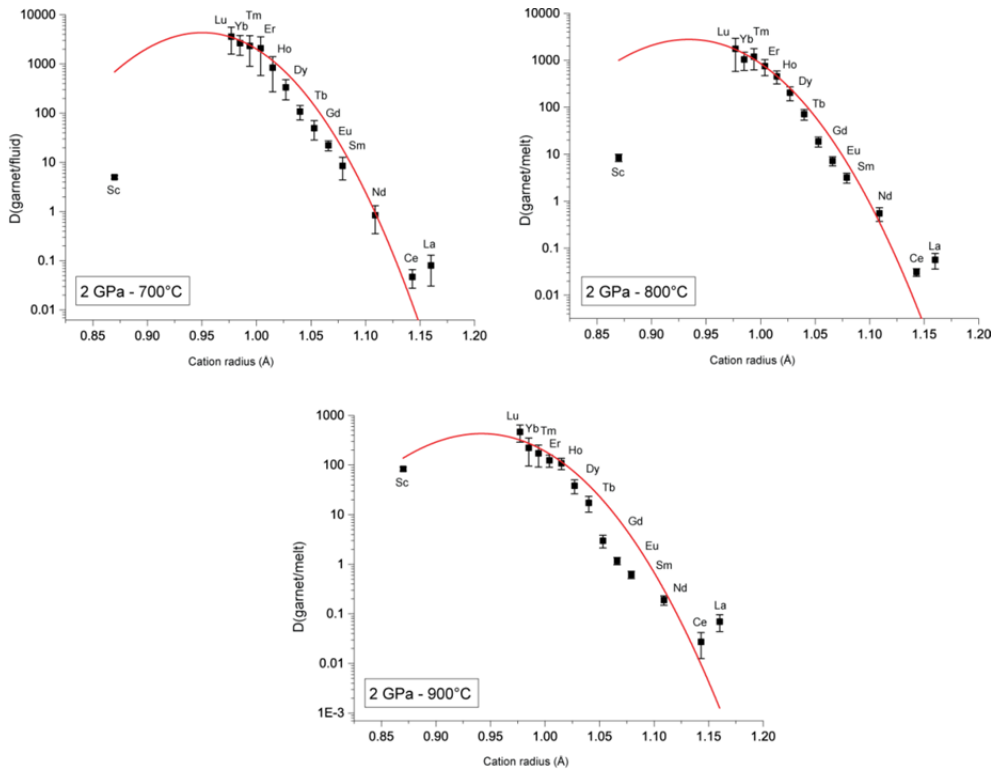 10000
1000
100
10
1
0.1
0.01
D(garnet/fluid)
Lu
Yb
Tm
Er
Ho
Dy
Tb
Gd
Eu
Sm
Nd
Ce
La
Sc
2 GPa - 700°C
0.85 0.90 0.95 1.00 1.05 1.10 1.15 1.20
Cation radius (Å)
10000
1000
100
10
1
0.1
0.01
D(garnet/melt)
Lu
Yb
Tm
Er
Ho
Dy
Tb
Gd
Eu
Sm
Nd
Ce
La
Sc
2 GPa - 800°C
0.85 0.90 0.95 1.00 1.05 1.10 1.15 1.20
Cation radius (Å)
1000
100
10
1
0.1
0.01
1E-3
D(garnet/melt)
Lu
Yb
Tm
Er
Ho
Dy
Tb
Gd
Eu
Sm
Nd
Ce
La
Sc
2 GPa - 900°C
0.85 0.90 0.95 1.00 1.05 1.10 1.15 1.20
Cation radius (Å)